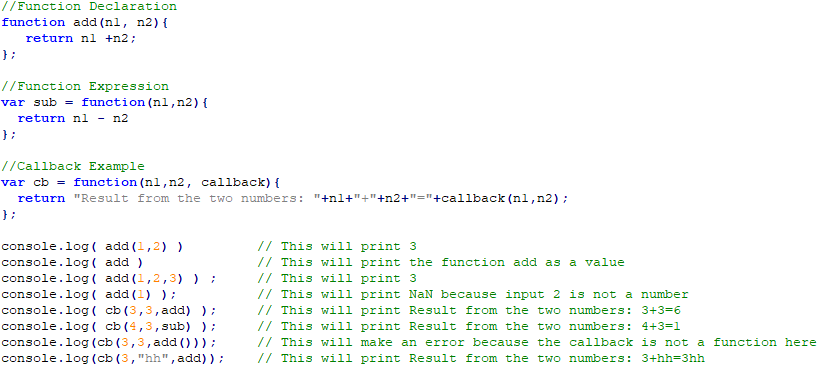 //Function Declaration
function add(n1, n2){
   return n1 +n2;
};

//Function Expression
var sub = function(n1,n2){
  return n1 - n2
};

//Callback Example
var cb = function(n1,n2, callback){
  return "Result from the two numbers: "+n1+"+"+n2+"="+callback(n1,n2);
};

console.log( add(1,2) )         // This will print 3
console.log( add )              // This will print the function add as a value
console.log( add(1,2,3) ) ;     // This will print 3
console.log( add(1) );          // This will print NaN because input 2 is not a number
console.log( cb(3,3,add) );     // This will print Result from the two numbers: 3+3=6
console.log( cb(4,3,sub) );     // This will print Result from the two numbers: 4+3=1
console.log(cb(3,3,add()));     // This will make an error because the callback is not a function here
console.log(cb(3,"hh",add));    // This will print Result from the two numbers: 3+hh=3hh